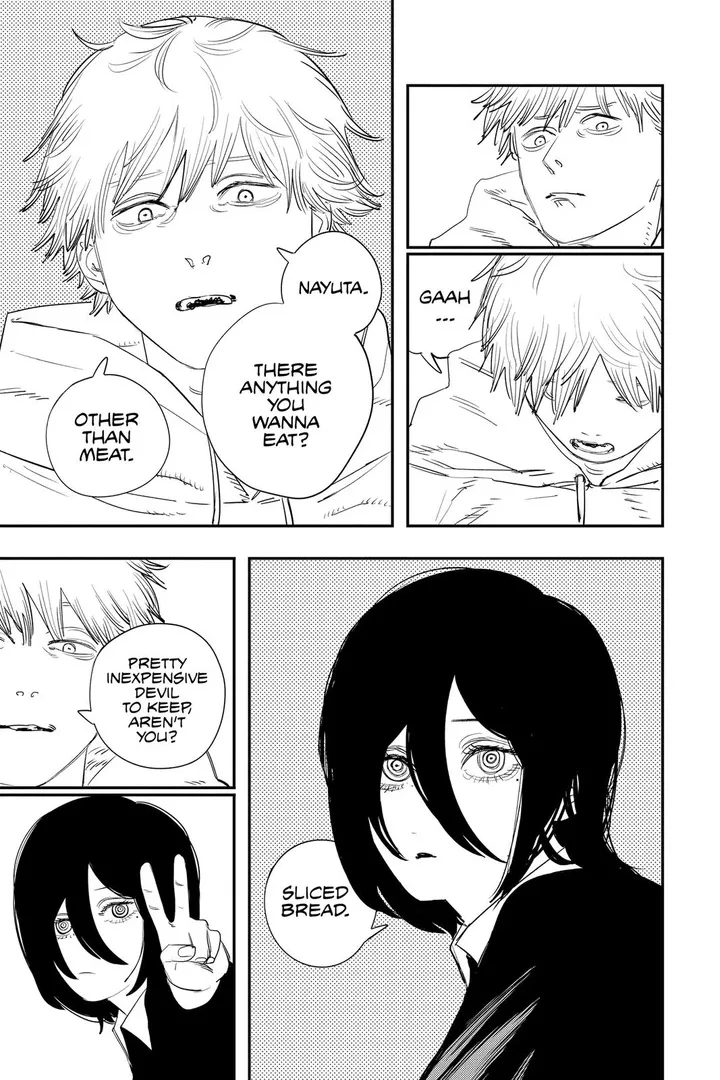 GAAH
...
NAYUTA.
THERE
ANYTHING
YOU
WANNA
EAT?
OTHER
THAN
MEAT.
SLICED
BREAD.
PRETTY
INEXPENSIVE
DEVIL
TO KEEP,
AREN'T
YOU?